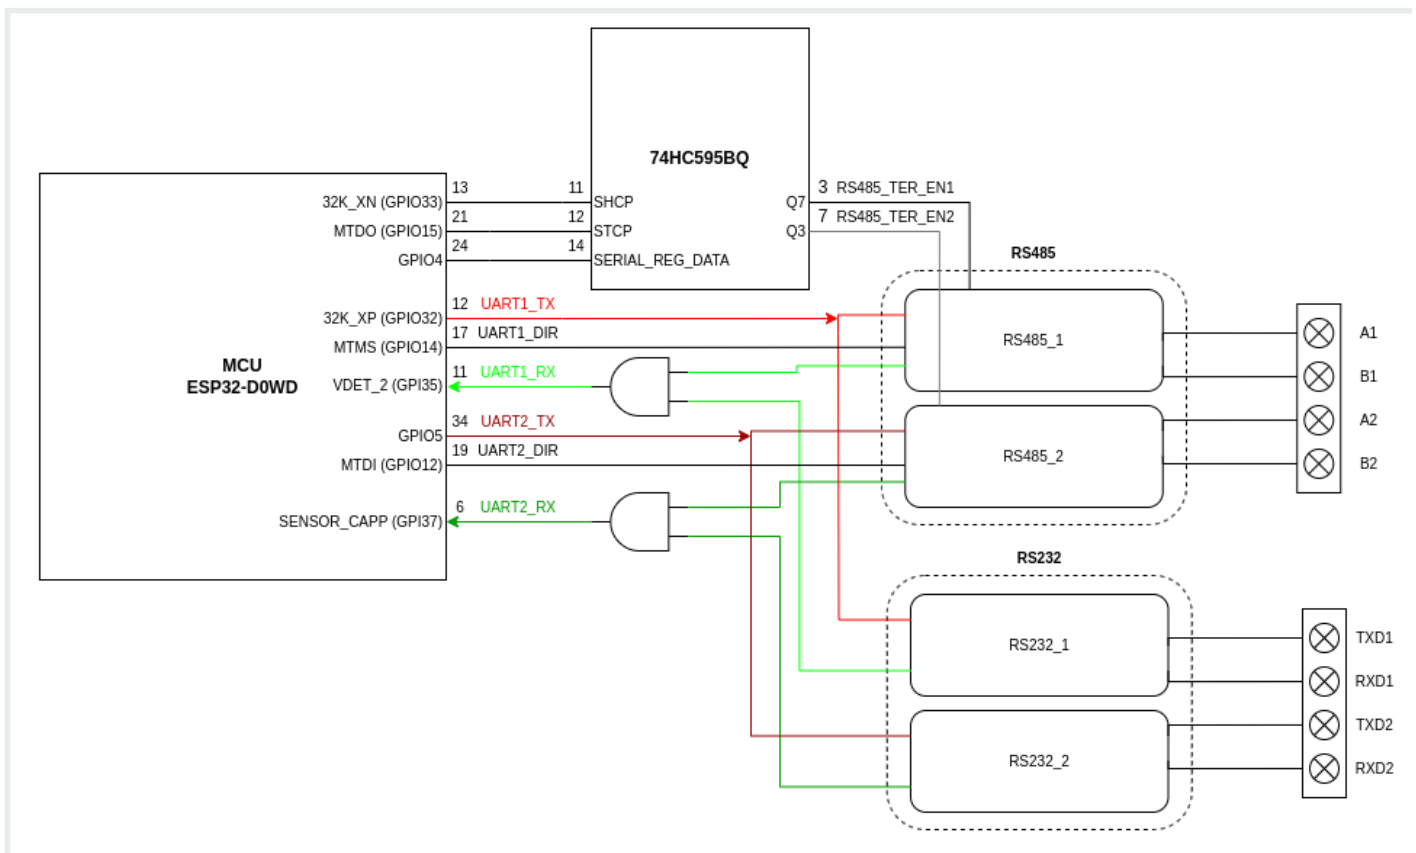 74HC595BQ
13
11
3 RS485_TER_EN1
32K_XN (GPIO33)
SHCP
Q7
21
12
7 RS485_TER_EN2
MTDO (GPIO15)
STCP
Q3
24
14
GPIO4
SERIAL_REG_DATA
RS485
12 UART1_TX
32K_XP (GPIO32)
17 UART1_DIR
MTMS (GPIO14)
RS485_1
A1
MCU
ESP32-D0WD
11 UART1_RX
VDET_2 (GPI35)
B1
34 UART2_TX
GPIO5
A2
19 UART2_DIR
MTDI (GPIO12)
RS485_2
B2
6 UART2_RX
SENSOR_CAPP (GPI37)
RS232
RS232_1
TXD1
RXD1
TXD2
RS232_2
RXD2